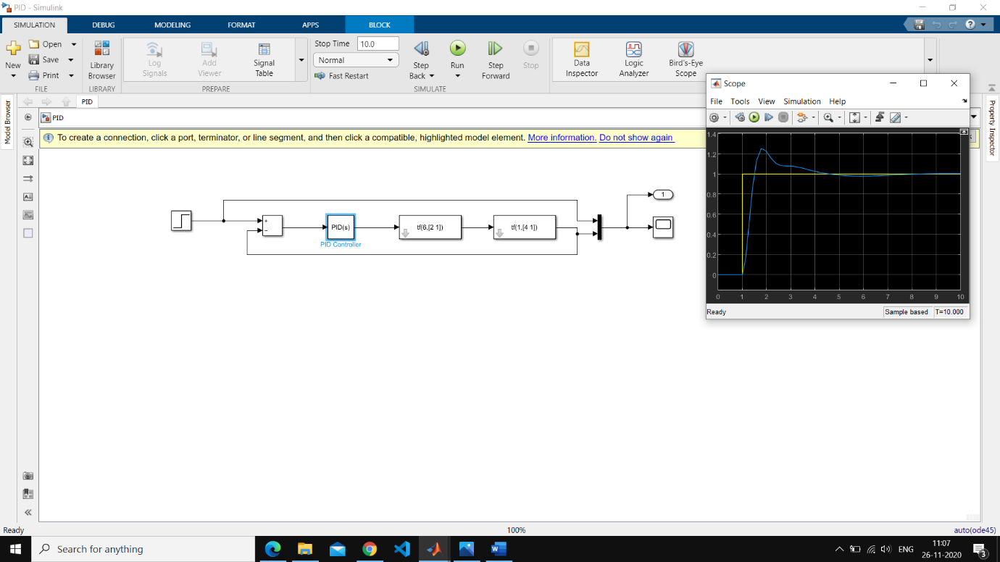 PID - Simulink
SIMULATION DEBUG MODELING FORMAT APPS BLOCK
New
Open
Save
Print
FILE
Library Browser
LIBRARY
Log Signals
Add Viewer
Signal Table
PREPARE
Stop Time 10.0
Normal
Fast Restart
Step Back
Run
Step Forward
Stop
SIMULATE
Data Inspector
Logic Analyzer
Bird's-Eye Scope
Model Browser
PID
PID
To create a connection, click a port, terminator, or line segment, and then click a compatible, highlighted model element. More information. Do not show again
Property Inspector
+
−
PID(s)
PID Controller
tf(6,[2 1])
tf(1,[4 1])
1
Scope
File Tools View Simulation Help
1.4
1.2
1
0.8
0.6
0.4
0.2
0
0 1 2 3 4 5 6 7 8 9 10
Ready Sample based T=10.000
Ready 100% auto(ode45)
Search for anything
ENG
11:07
26-11-2020
3